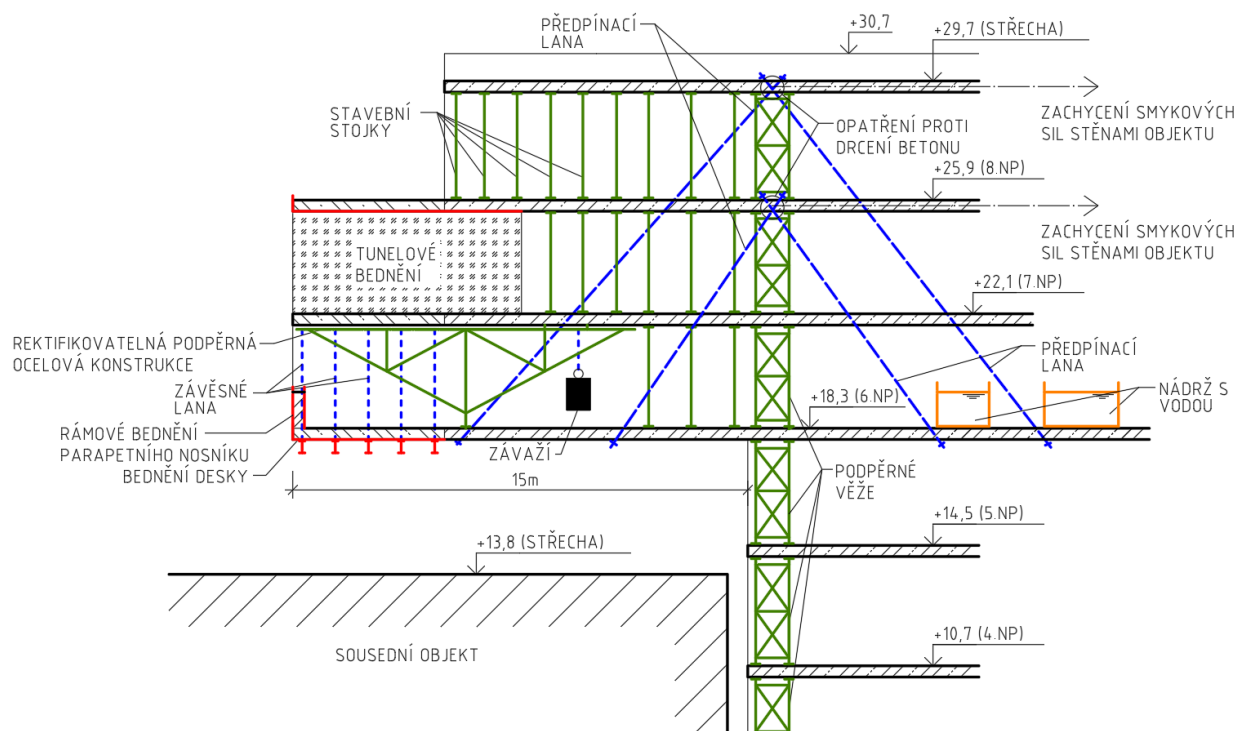 PŘEDPÍNACÍ
LANA
+30,7
+29,7 (STŘECHA)
STAVEBNÍ
STOJKY
OPATŘENÍ PROTI
DRCENÍ BETONU
ZACHYCENÍ SMYKOVÝCH
SIL STĚNAMI OBJEKTU
+25,9 (8.NP)
ZACHYCENÍ SMYKOVÝCH
SIL STĚNAMI OBJEKTU
TUNELOVÉ
BEDNĚNÍ
+22,1 (7.NP)
REKTIFIKOVATELNÁ PODPĚRNÁ
OCELOVÁ KONSTRUKCE
ZÁVĚSNÉ
LANA
PŘEDPÍNACÍ
LANA
NÁDRŽ S
VODOU
+18,3 (6.NP)
RÁMOVÉ BEDNĚNÍ
PARAPETNÍHO NOSNÍKU
BEDNĚNÍ DESKY
ZÁVAŽÍ
15m
PODPĚRNÉ
VĚŽE
+14,5 (5.NP)
+13,8 (STŘECHA)
+10,7 (4.NP)
SOUSEDNÍ OBJEKT